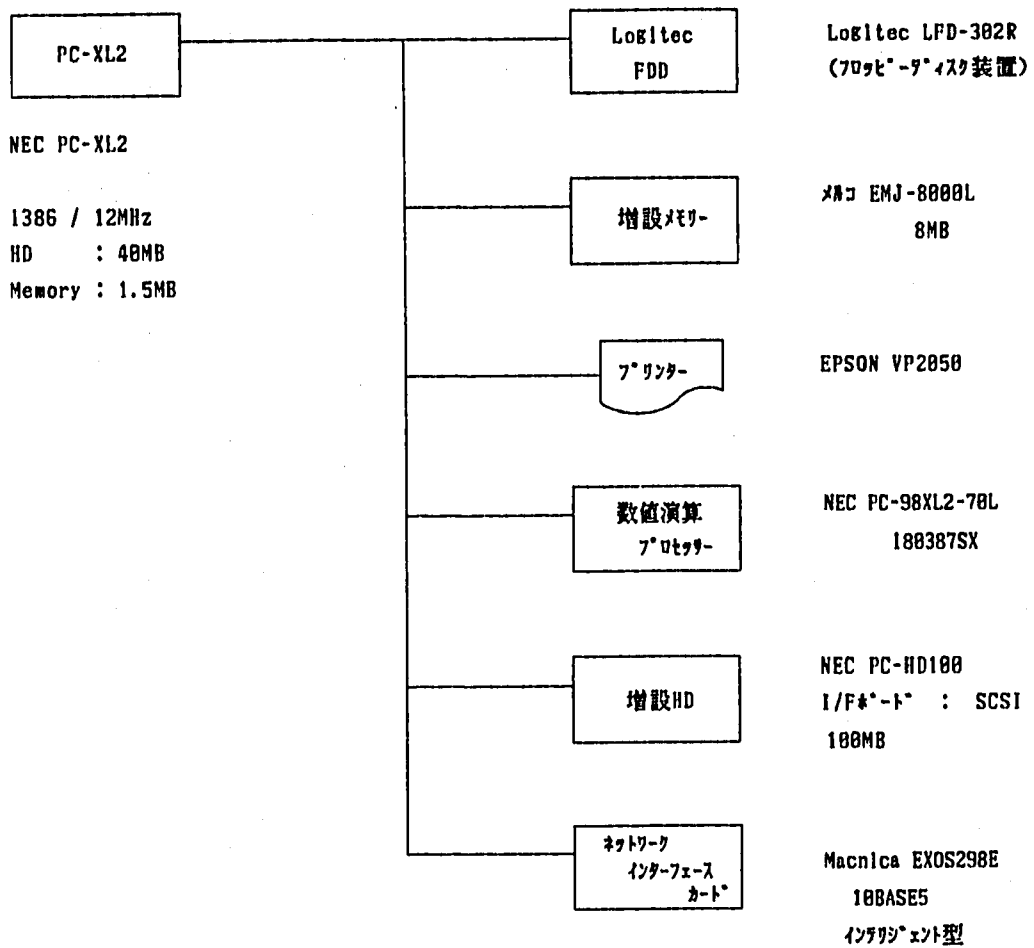 PC-XL2
NEC PC-XL2
i386 / 12MHz
HD : 40MB
Memory : 1.5MB
Logitec
FDD
Logitec LFD-302R
(フロッピーディスク装置)
増設メモリー
メルコ EMJ-8000L
8MB
プリンター
EPSON VP2050
数値演算
プロセッサー
NEC PC-98XL2-70L
i80387SX
増設HD
NEC PC-HD100
I/Fボード : SCSI
100MB
ネットワーク
インターフェース
カード
Macnica EXOS298E
10BASE5
インテリジェント型